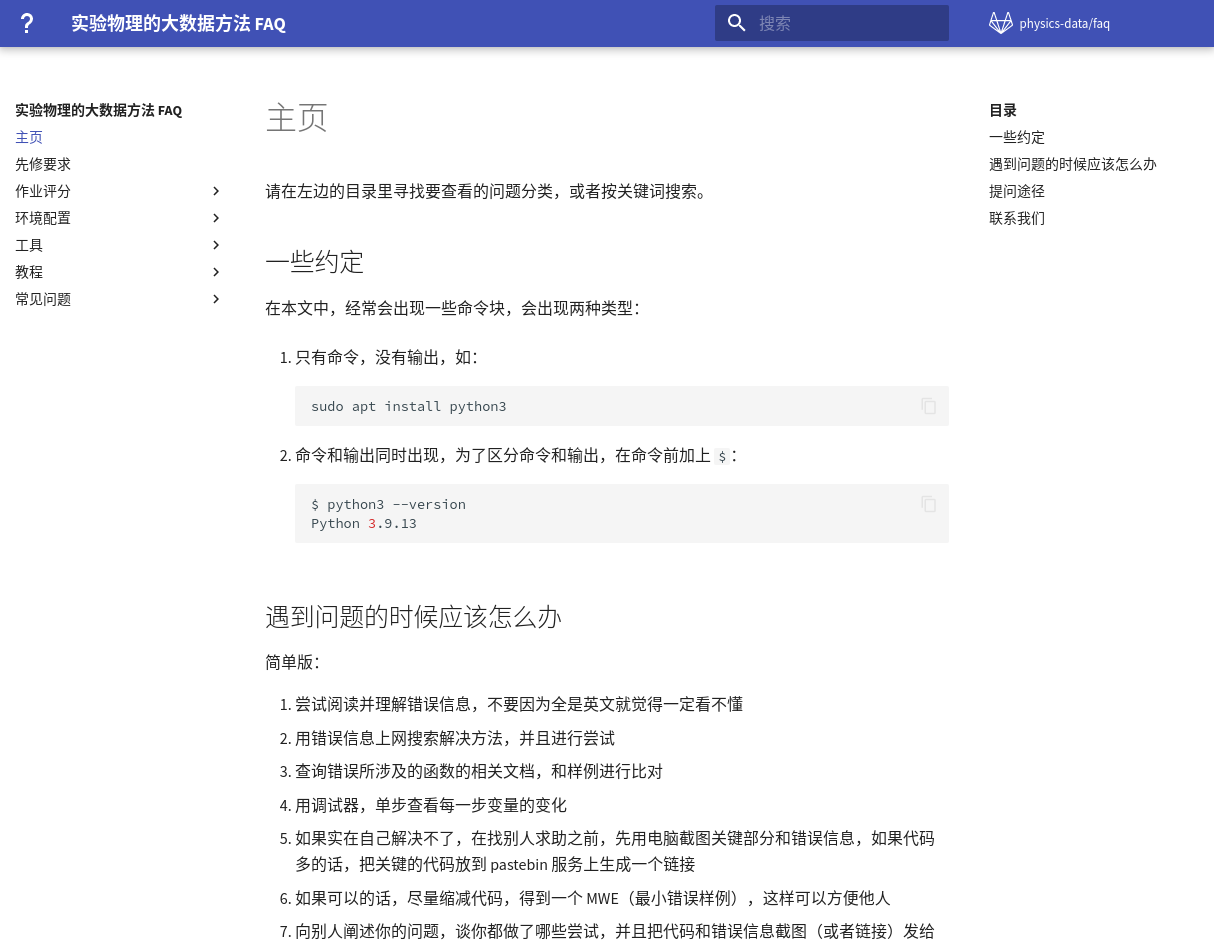 实验物理的大数据方法 FAQ
搜索
physics-data/faq
实验物理的大数据方法 FAQ
主页
先修要求
作业评分
环境配置
工具
教程
常见问题
主页
请在左边的目录里寻找要查看的问题分类，或者按关键词搜索。
一些约定
在本文中，经常会出现一些命令块，会出现两种类型：
1. 只有命令，没有输出，如：
sudo apt install python3
2. 命令和输出同时出现，为了区分命令和输出，在命令前加上 $：
$ python3 --version
Python 3.9.13
遇到问题的时候应该怎么办
简单版：
1. 尝试阅读并理解错误信息，不要因为全是英文就觉得一定看不懂
2. 用错误信息上网搜索解决方法，并且进行尝试
3. 查询错误所涉及的函数的相关文档，和样例进行比对
4. 用调试器，单步查看每一步变量的变化
5. 如果实在自己解决不了，在找别人求助之前，先用电脑截图关键部分和错误信息，如果代码
多的话，把关键的代码放到 pastebin 服务上生成一个链接
6. 如果可以的话，尽量缩减代码，得到一个 MWE（最小错误样例），这样可以方便他人
7. 向别人阐述你的问题，谈你都做了哪些尝试，并且把代码和错误信息截图（或者链接）发给
目录
一些约定
遇到问题的时候应该怎么办
提问途径
联系我们